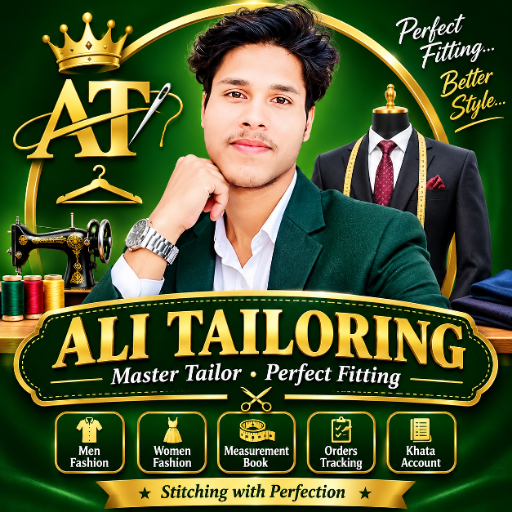 Perfect
Fitting...
Better
Style...
AT
ALI TAILORING
Master Tailor • Perfect Fitting
Men
Fashion
Women
Fashion
Measurement
Book
Orders
Tracking
Khata
Account
★ Stitching with Perfection ★